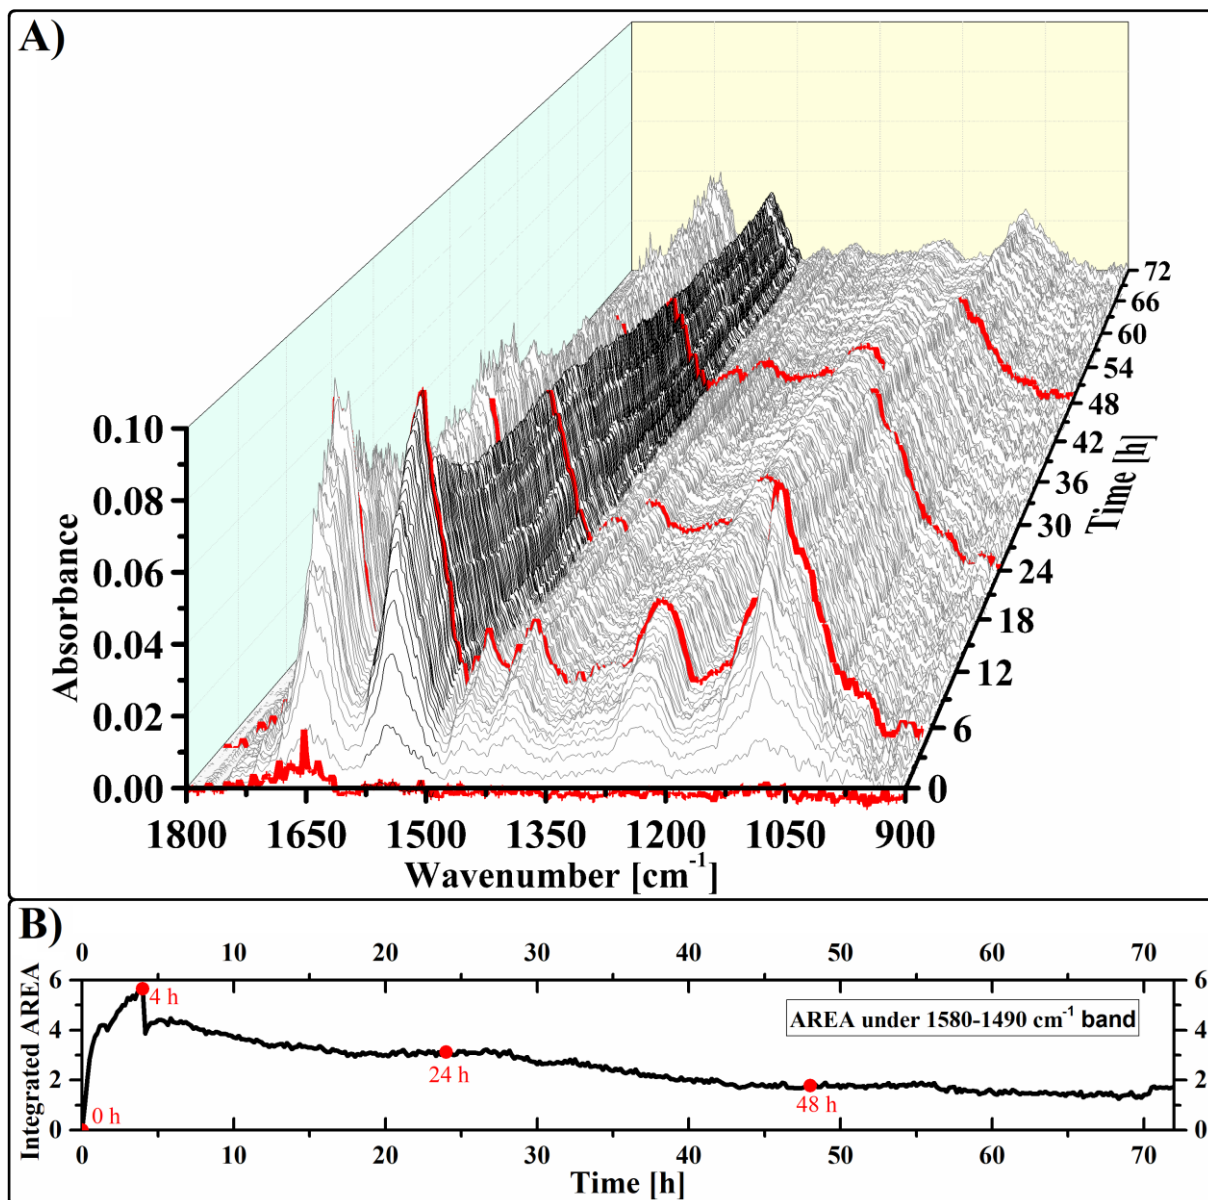 A)
0.10
0.08
0.06
0.04
0.02
0.00
Absorbance
1800 1650 1500 1350 1200 1050 900
Wavenumber [cm-1]
72
66
60
54
48
42
36
30
24
18
12
6
0
Time [h]
B)
0 10 20 30 40 50 60 70
6
4
2
0
Integrated AREA
0 h
4 h
24 h
48 h
AREA under 1580-1490 cm-1 band
6
4
2
0
0 10 20 30 40 50 60 70
Time [h]